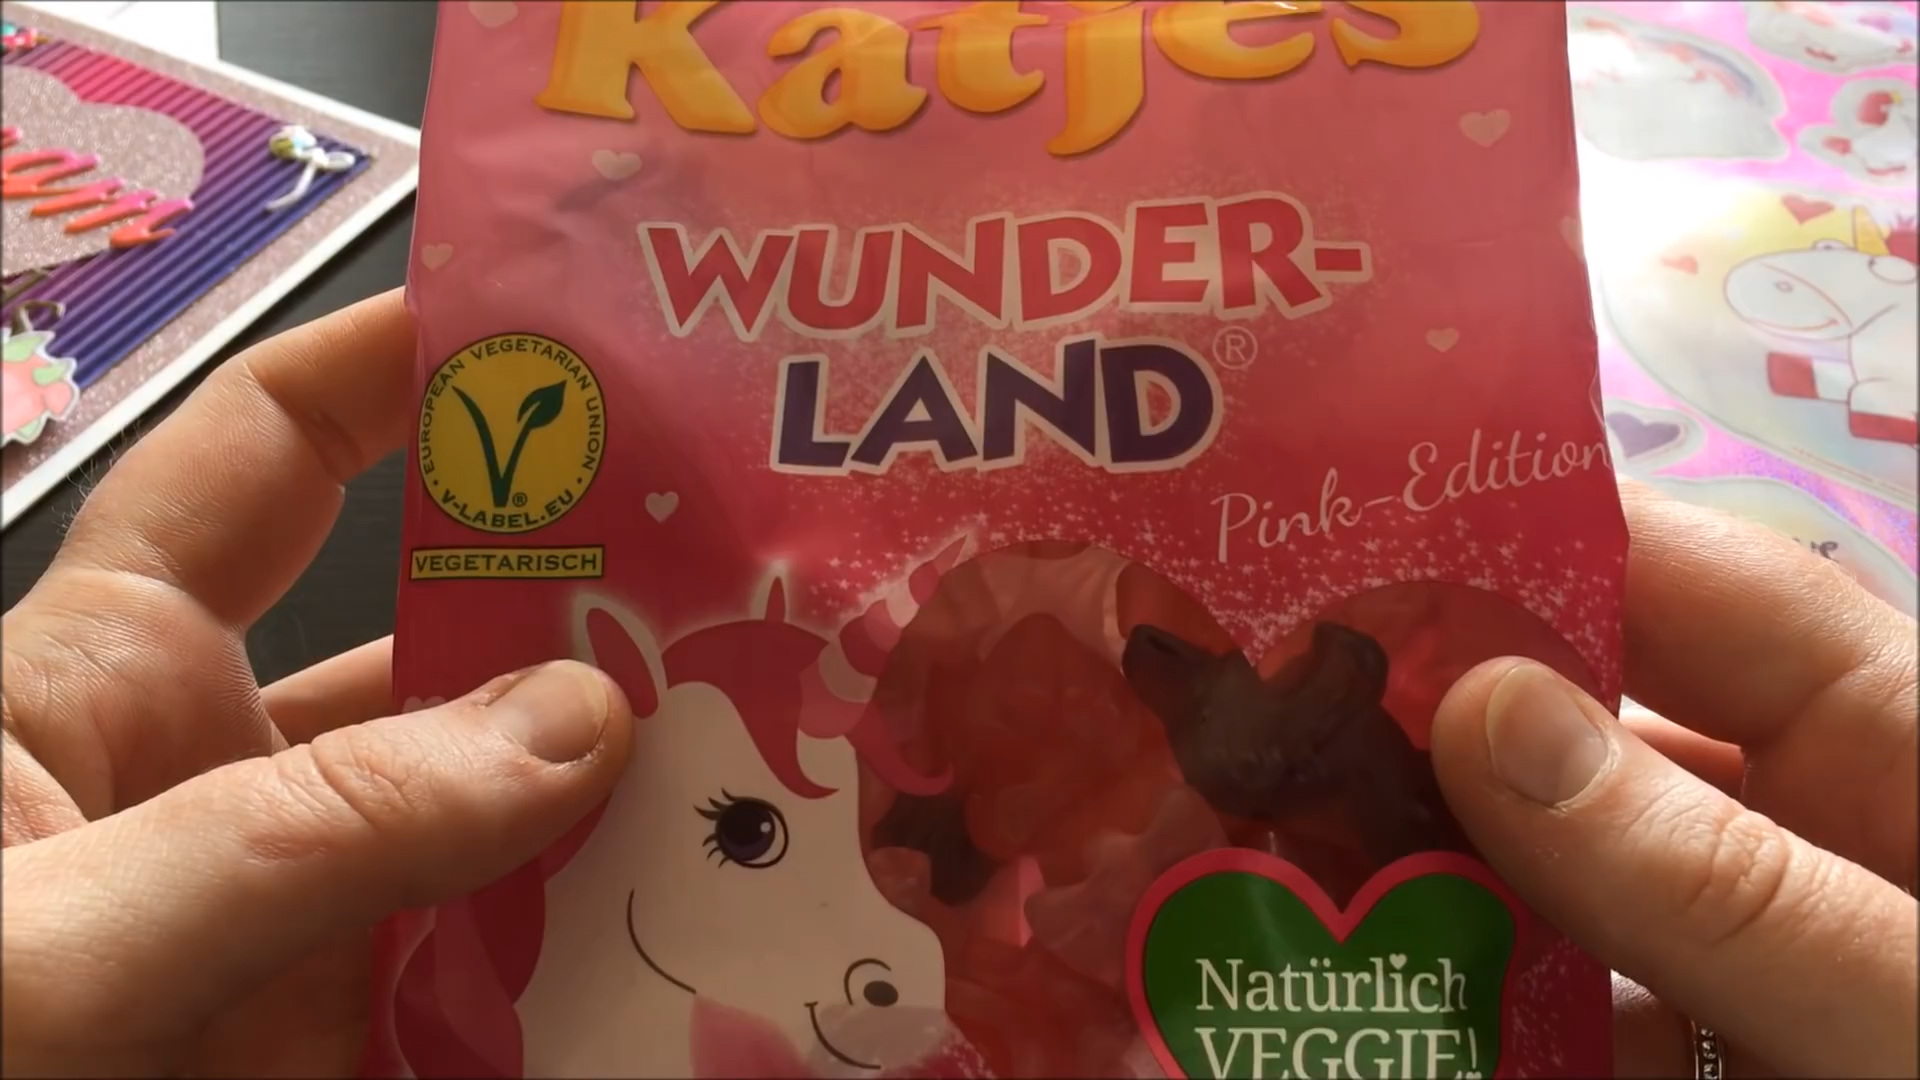 Katjes
WUNDER-
LAND®
Pink-Edition
EUROPEAN VEGETARIAN UNION
V-LABEL.EU
VEGETARISCH
Natürlich
VEGGIE!